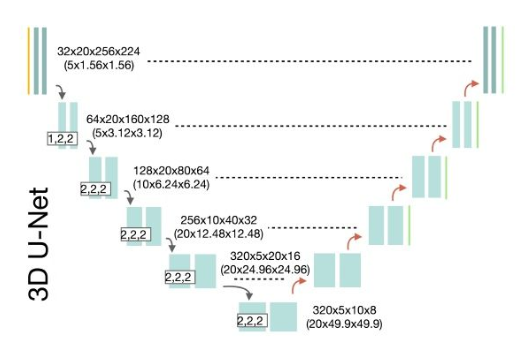 32x20x256x224
(5x1.56x1.56)
64x20x160x128
(5x3.12x3.12)
1,2,2
128x20x80x64
(10x6.24x6.24)
2,2,2
256x10x40x32
(20x12.48x12.48)
2,2,2
320x5x20x16
(20x24.96x24.96)
2,2,2
320x5x10x8
(20x49.9x49.9)
2,2,2
3D U-Net